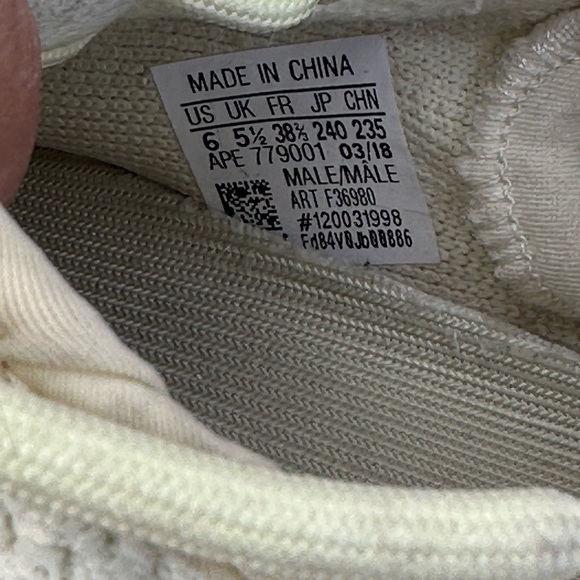 MADE IN CHINA
US UK FR JP CHN
6 5½ 38⅔ 240 235
APE 779001 03/18
MALE/MÂLE
ART F36980
#120031998
Fd84V0Jb00886